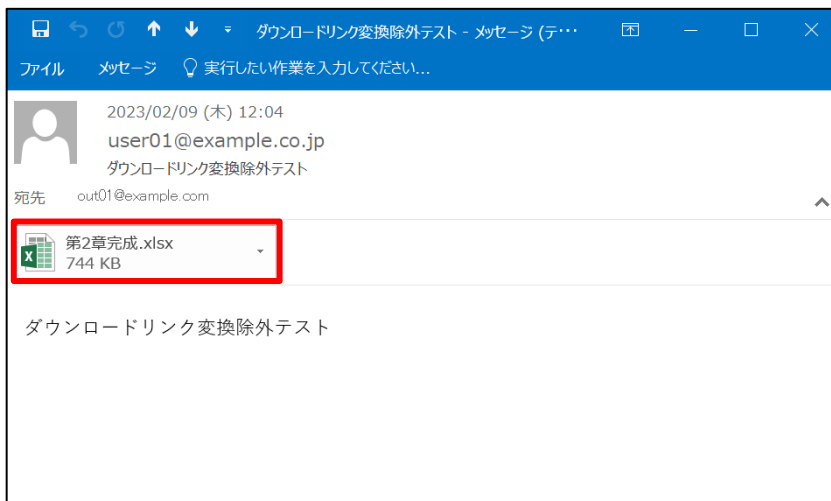 ダウンロードリンク変換除外テスト - メッセージ (テ…
ファイル メッセージ 実行したい作業を入力してください...
2023/02/09 (木) 12:04
user01@example.co.jp
ダウンロードリンク変換除外テスト
宛先 out01@example.com
第2章完成.xlsx
744 KB
ダウンロードリンク変換除外テスト